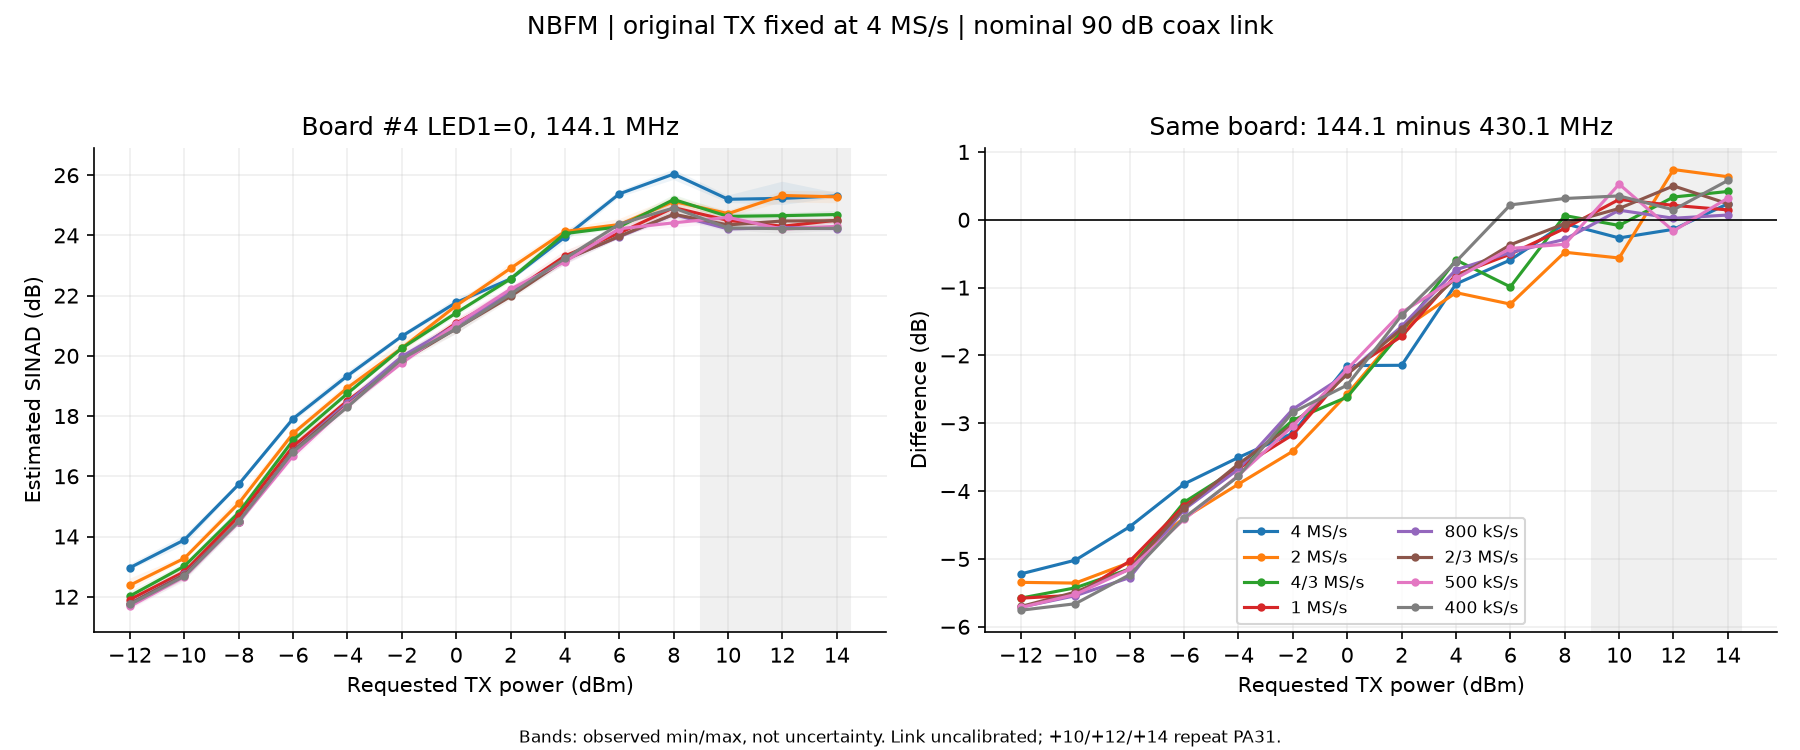 NBFM | original TX fixed at 4 MS/s | nominal 90 dB coax link
Board #4 LED1=0, 144.1 MHz
Estimated SINAD (dB)
26
24
22
20
18
16
14
12
−12 −10 −8 −6 −4 −2 0 2 4 6 8 10 12 14
Requested TX power (dBm)
Same board: 144.1 minus 430.1 MHz
Difference (dB)
1
0
−1
−2
−3
−4
−5
−6
4 MS/s
2 MS/s
4/3 MS/s
1 MS/s
800 kS/s
2/3 MS/s
500 kS/s
400 kS/s
−12 −10 −8 −6 −4 −2 0 2 4 6 8 10 12 14
Requested TX power (dBm)
Bands: observed min/max, not uncertainty. Link uncalibrated; +10/+12/+14 repeat PA31.